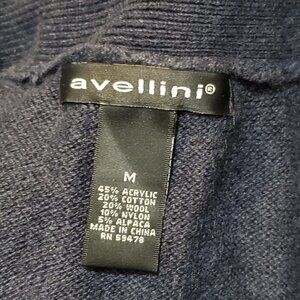 avellini®
M
45% ACRYLIC
20% COTTON
20% WOOL
10% NYLON
5% ALPACA
MADE IN CHINA
RN 59478